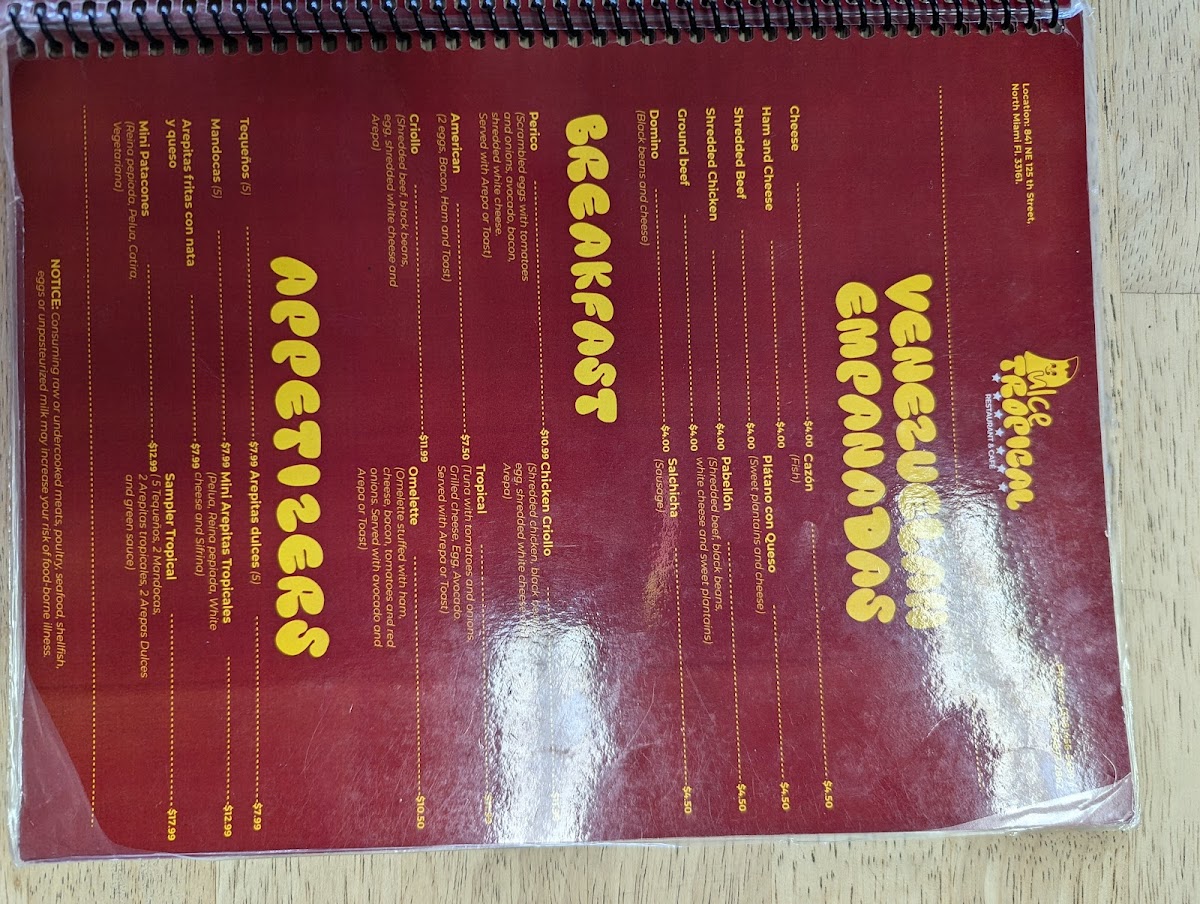 Location: 841 NE 125 th Street,
North Miami Fl, 33161.
Mice
TROPICAL
RESTAURANT & CAFE
VENEZUELAN
EMPANADAS
Cheese $4.00
Ham and Cheese $4.00
Shredded Beef $4.00
Shredded Chicken $4.00
Ground beef $4.00
Domino $4.00
(Black beans and cheese)
Cazón $4.50
(Fish)
Plátano con Queso $4.50
(Sweet plantains and cheese)
Pabellón $4.50
(Shredded beef, black beans,
white cheese and sweet plantains)
Salchicha $4.50
(Sausage)
BREAKFAST
Perico $10.99
(Scrambled eggs with tomatoes
and onions, avocado, bacon,
shredded white cheese.
Served with Arepa or Toast)
American $7.50
(2 eggs, Bacon, Ham and Toast)
Criollo $11.99
(Shredded beef, black beans,
egg, shredded white cheese and
Arepa)
Chicken Criollo
(Shredded chicken, black
egg, shredded white cheese
Arepa)
Tropical
(Tuna with tomatoes and onions
Grilled cheese, Egg, Avocado.
Served with Arepa or Toast)
Omelette $10.50
(Omelette stuffed with ham,
cheese, bacon, tomatoes and red
onions. Served with avocado and
Arepa or Toast)
APPETIZERS
Tequeños (5) $7.99
Mandocas (5) $7.99
Arepitas fritas con nata
y queso $7.99
Mini Patacones $12.99
(Reina pepiada, Pelua, Catira,
Vegetariana)
Arepitas dulces (5) $7.99
Mini Arepitas Tropicales $12.99
(Pelua, Reina pepiada, White
cheese and Sifrina)
Sampler Tropical $17.99
( 5 Tequeños, 2 Mandocas,
2 Arepitas tropicales, 2 Arepas Dulces
and green sauce)
NOTICE: Consuming raw or undercooked meats, poultry, seafood, shellfish,
eggs or unpasteurized milk may increase your risk of food-borne illness.